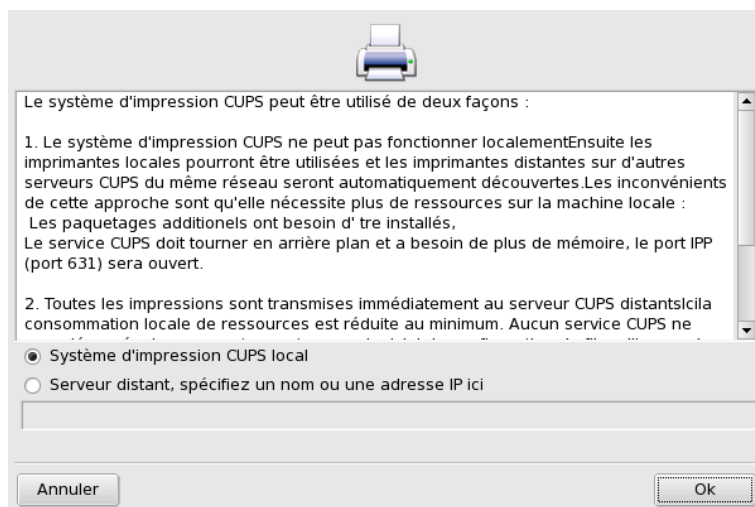 Le système d'impression CUPS peut être utilisé de deux façons :
1. Le système d'impression CUPS ne peut pas fonctionner localementEnsuite les
imprimantes locales pourront être utilisées et les imprimantes distantes sur d'autres
serveurs CUPS du même réseau seront automatiquement découvertes.Les inconvénients
de cette approche sont qu'elle nécessite plus de ressources sur la machine locale :
Les paquetages additionels ont besoin d' tre installés,
Le service CUPS doit tourner en arrière plan et a besoin de plus de mémoire, le port IPP
(port 631) sera ouvert.
2. Toutes les impressions sont transmises immédiatement au serveur CUPS distantsIcila
consommation locale de ressources est réduite au minimum. Aucun service CUPS ne
Système d'impression CUPS local
Serveur distant, spécifiez un nom ou une adresse IP ici
Annuler
Ok